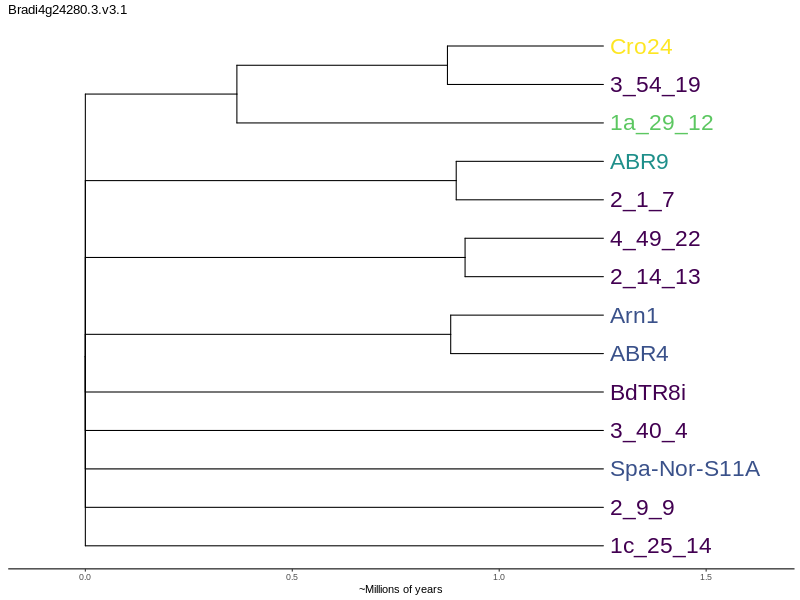 Bradi4g24280.3.v3.1
Cro24
3_54_19
1a_29_12
ABR9
2_1_7
4_49_22
2_14_13
Arn1
ABR4
BdTR8i
3_40_4
Spa-Nor-S11A
2_9_9
1c_25_14
0.0 0.5 1.0 1.5
~Millions of years